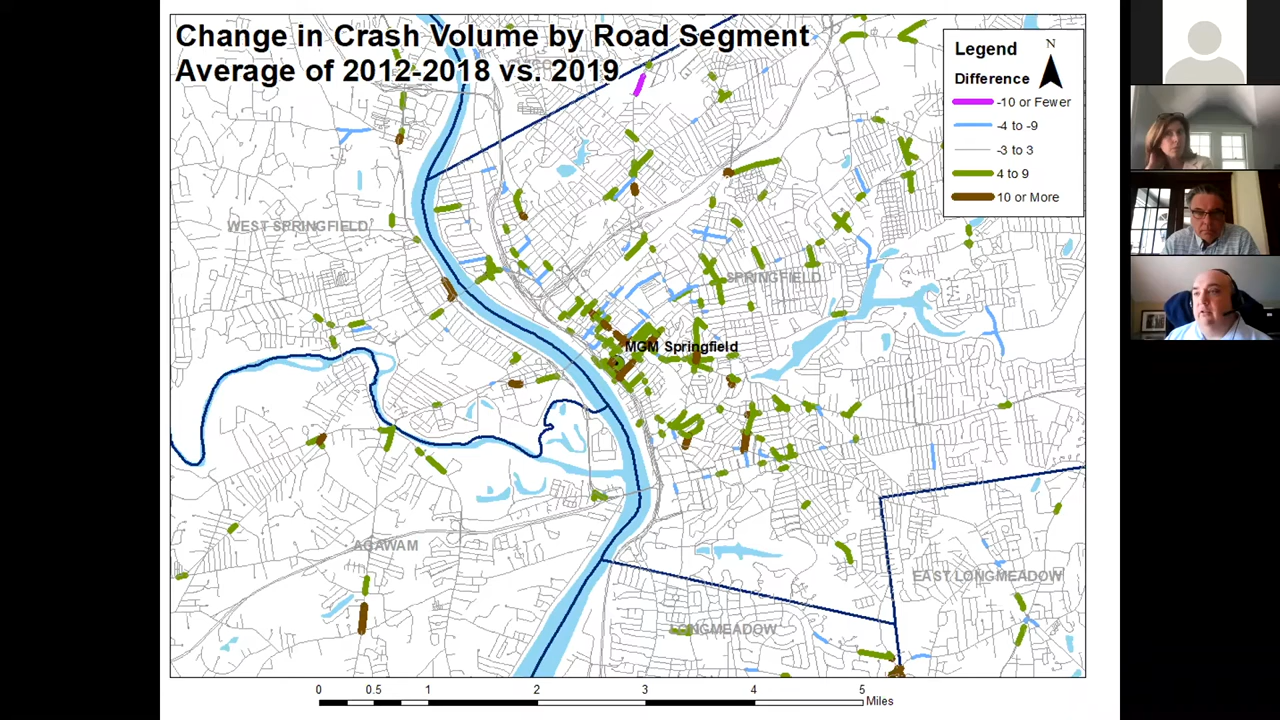 Change in Crash Volume by Road Segment
Average of 2012-2018 vs. 2019
Legend
N
Difference
-10 or Fewer
-4 to -9
-3 to 3
4 to 9
10 or More
WEST SPRINGFIELD
SPRINGFIELD
MGM Springfield
AGAWAM
EAST LONGMEADOW
LONGMEADOW
0 0.5 1 2 3 4 5
Miles